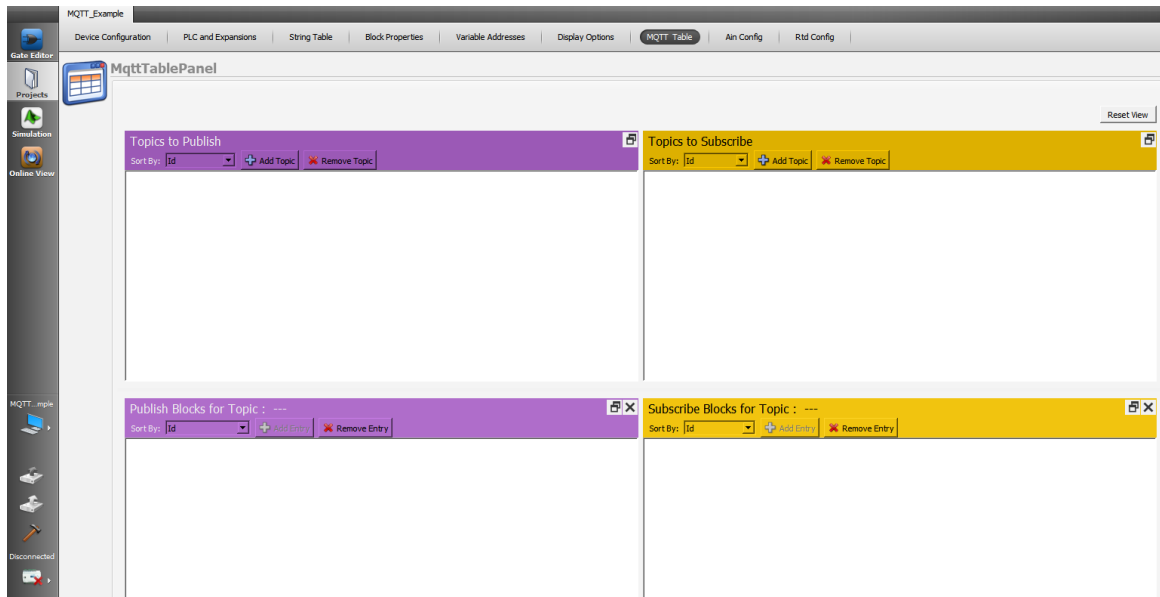 MQTT_Example
Device Configuration PLC and Expansions String Table Block Properties Variable Addresses Display Options MQTT Table Ain Config Rtd Config
Gate Editor
MqttTablePanel
Projects
Reset View
Simulation
Topics to Publish
Sort By: Id Add Topic Remove Topic
Topics to Subscribe
Sort By: Id Add Topic Remove Topic
Online View
MQTT...mple
Publish Blocks for Topic : ---
Sort By: Id Add Entry Remove Entry
Subscribe Blocks for Topic : ---
Sort By: Id Add Entry Remove Entry
Disconnected